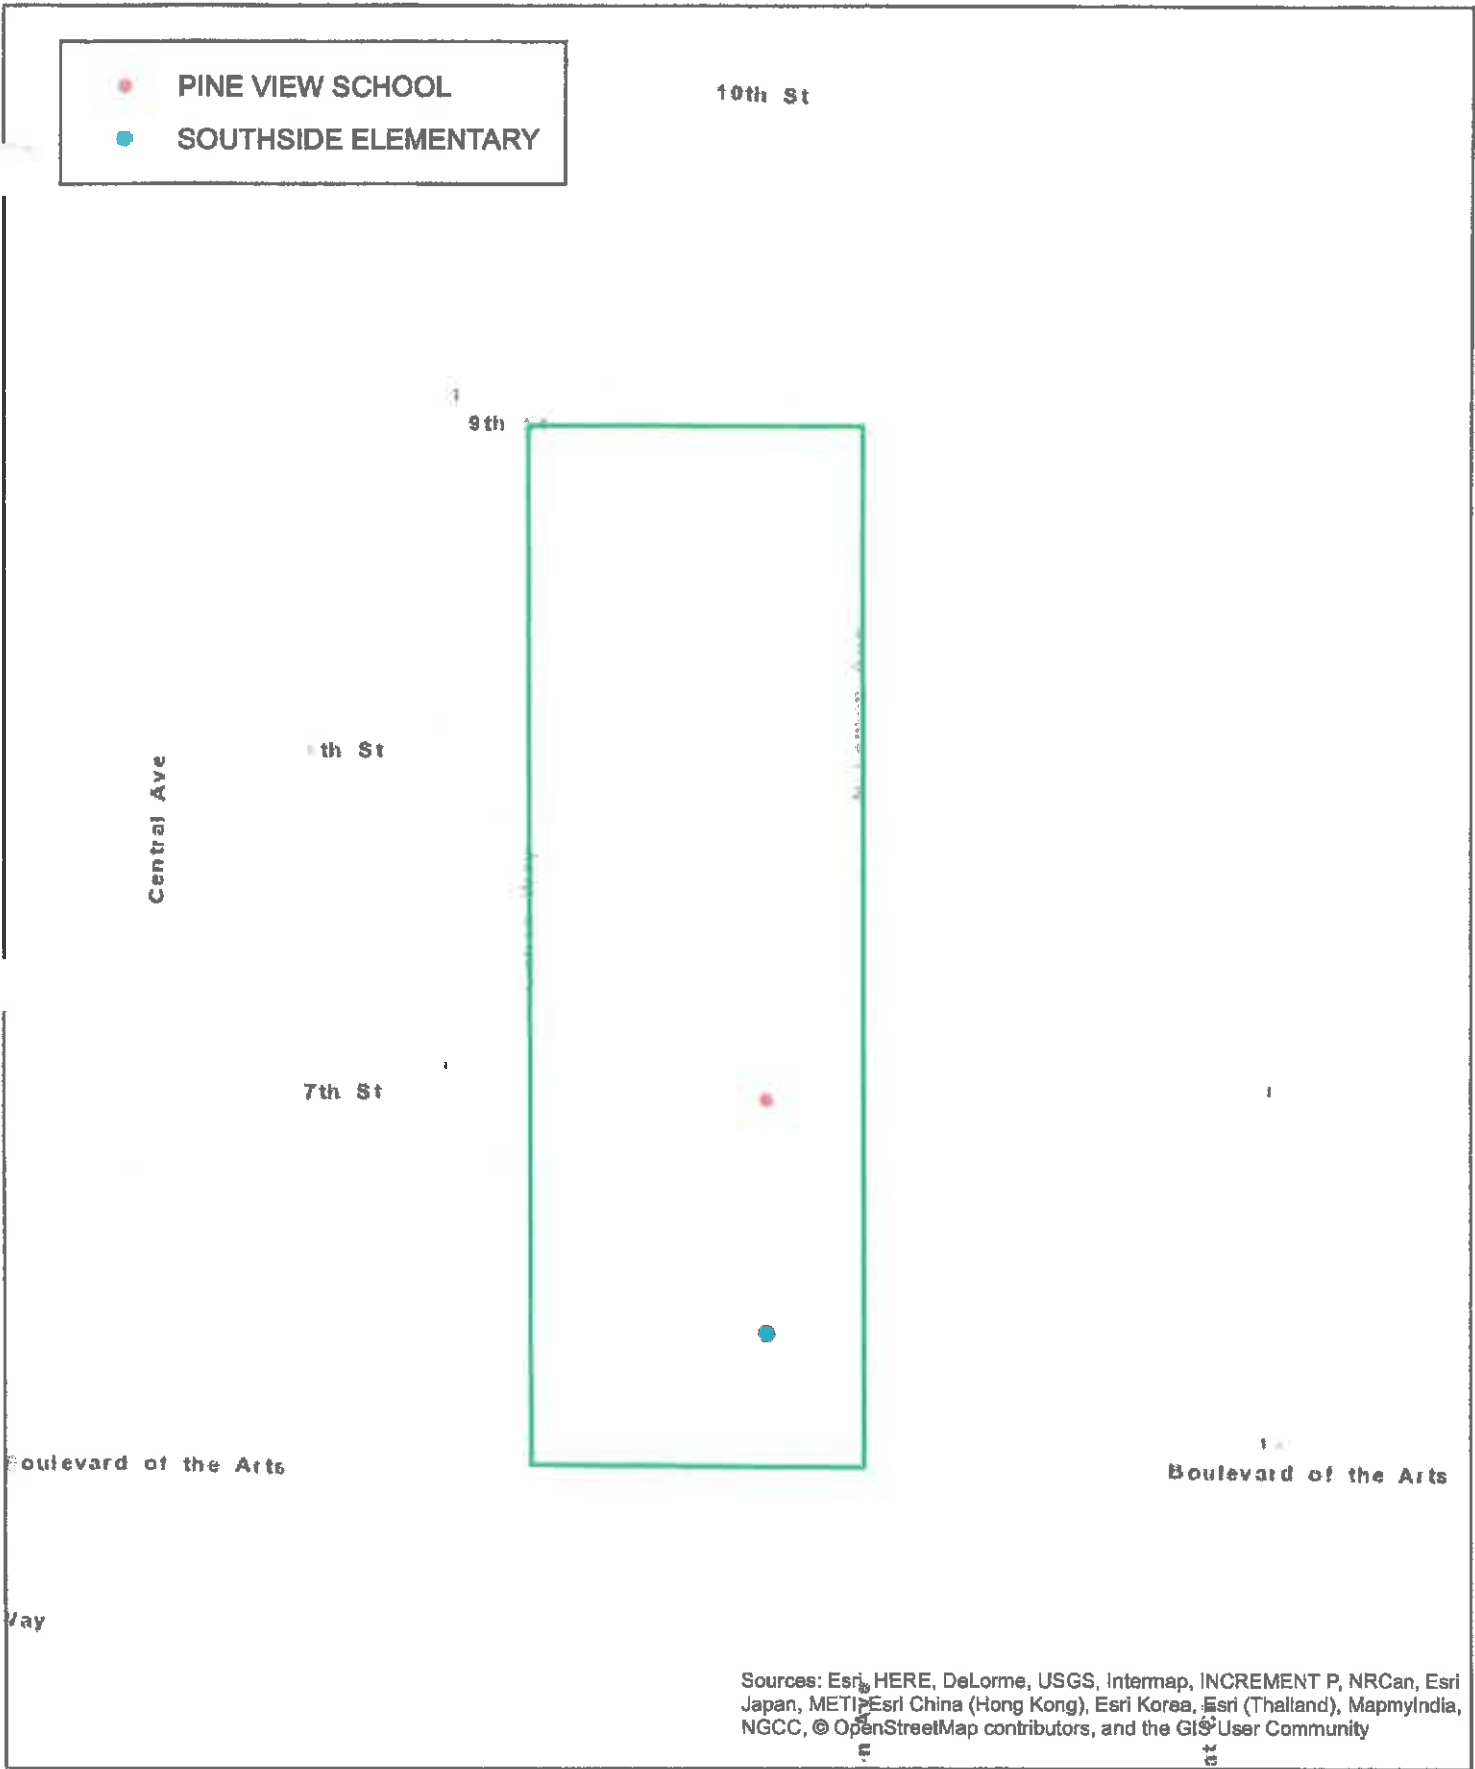 PINE VIEW SCHOOL
SOUTHSIDE ELEMENTARY
10th St
9th
th St
Central Ave
7th St
oulevard of the Arts
Boulevard of the Arts
Way
Sources: Esri, HERE, DeLorme, USGS, Intermap, INCREMENT P, NRCan, Esri
Japan, METI, Esri China (Hong Kong), Esri Korea, Esri (Thailand), MapmyIndia,
NGCC, © OpenStreetMap contributors, and the GIS User Community